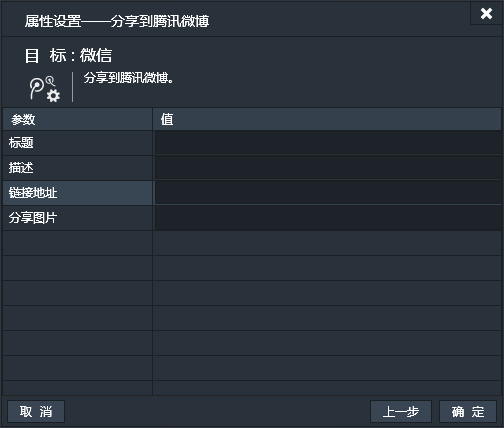 属性设置——分享到腾讯微博
目 标：微信
分享到腾讯微博。
参数 值
标题
描述
链接地址
分享图片
取 消 上一步 确 定